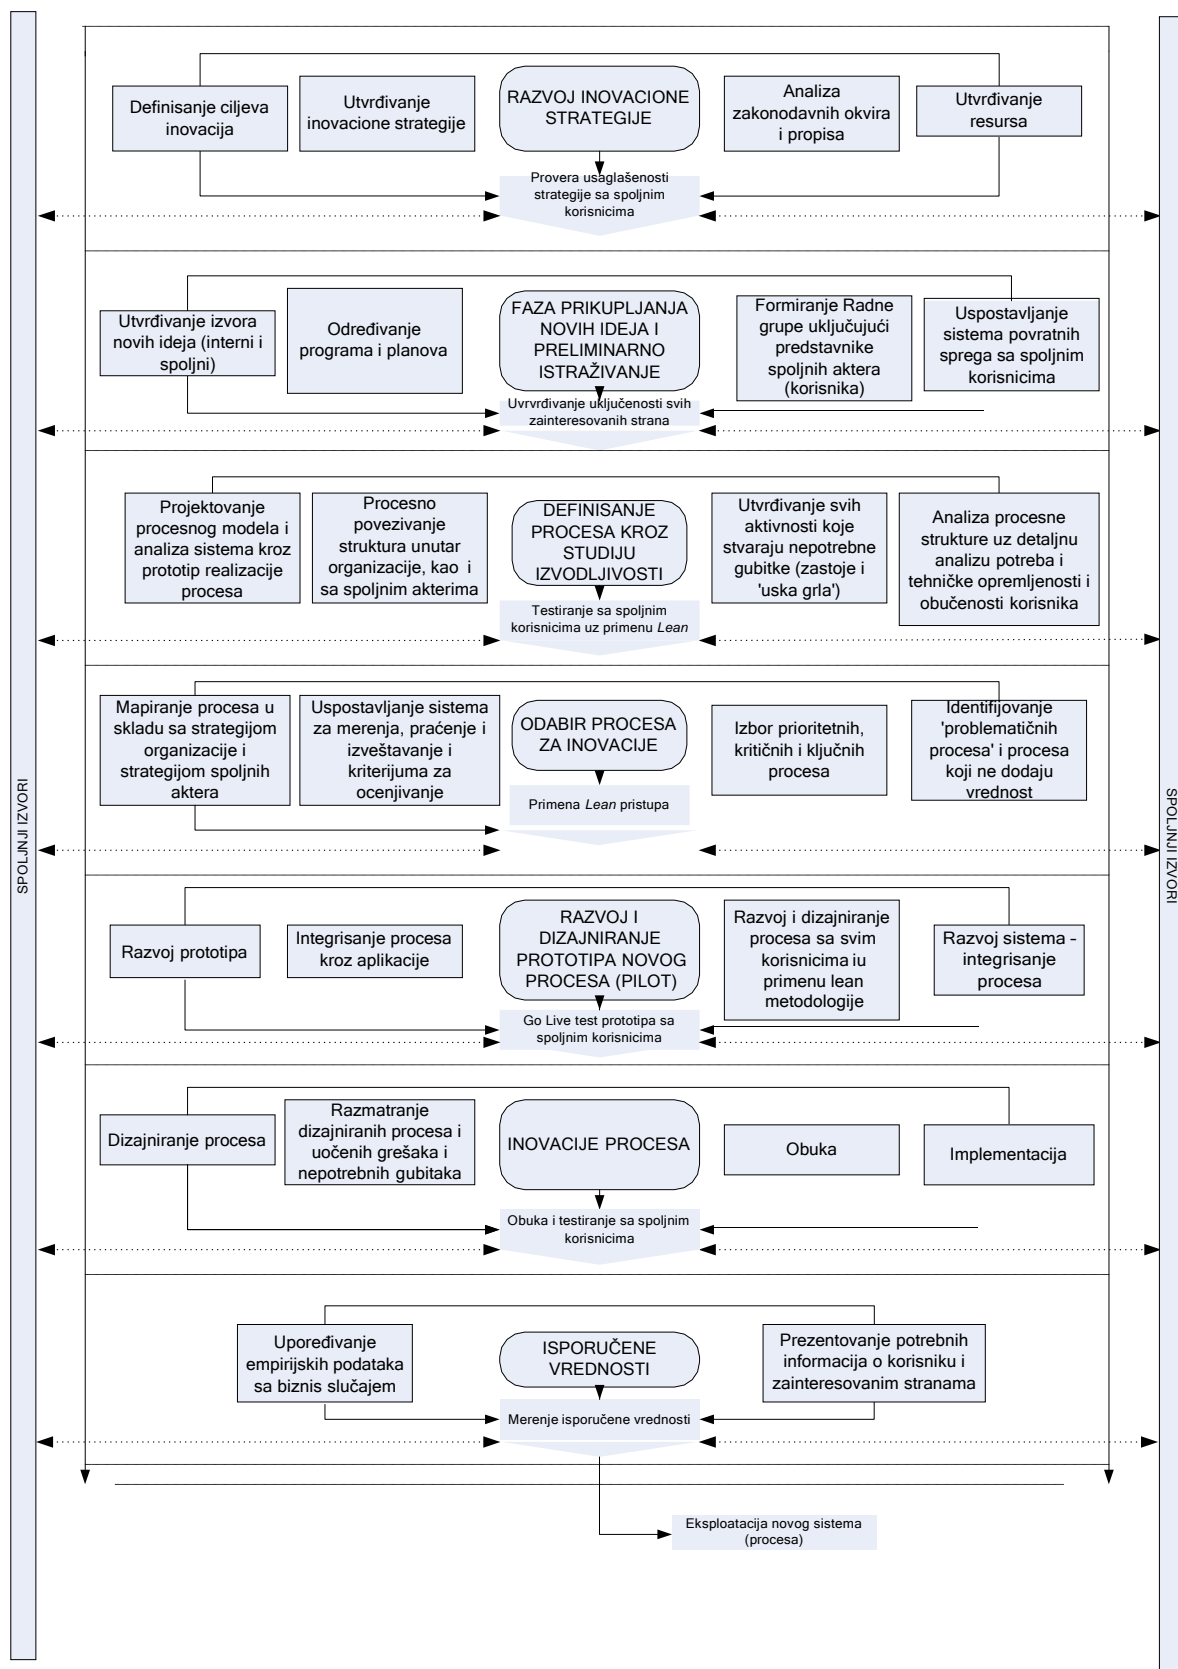 Definisanje ciljeva
inovacija
Utvrđivanje
inovacione strategije
RAZVOJ INOVACIONE
STRATEGIJE
Analiza
zakonodavnih okvira
i propisa
Utvrđivanje
resursa
Provera usaglašenosti
strategije sa spoljnim
korisnicima
Utvrđivanje izvora
novih ideja (interni i
spoljni)
Određivanje
programa i planova
FAZA PRIKUPLJANJA
NOVIH IDEJA I
PRELIMINARNO
ISTRAŽIVANJE
Formiranje Radne
grupe uključujući
predstavnike
spoljnih aktera
(korisnika)
Uspostavljanje
sistema povratnih
sprega sa spoljnim
korisnicima
Uvrvrđivanje uključenosti svih
zainteresovanih strana
Projektovanje
procesnog modela i
analiza sistema kroz
prototip realizacije
procesa
Procesno
povezivanje
struktura unutar
organizacije, kao i
sa spoljnim akterima
DEFINISANJE
PROCESA KROZ
STUDIJU
IZVODLJIVOSTI
Utvrđivanje svih
aktivnosti koje
stvaraju nepotrebne
gubitke (zastoje i
'uska grla')
Analiza procesne
strukture uz detaljnu
analizu potreba i
tehničke opremljenosti i
obučenosti korisnika
Testiranje sa spoljnim
korisnicima uz primenu Lean
Mapiranje procesa u
skladu sa strategijom
organizacije i
strategijom spoljnih
aktera
Uspostavljanje sistema
za merenja, praćenje i
izveštavanje i
kriterijuma za
ocenjivanje
ODABIR PROCESA
ZA INOVACIJE
Izbor prioritetnih,
kritičnih i ključnih
procesa
Identifijovanje
'problematičnih
procesa' i procesa
koji ne dodaju
vrednost
Primena Lean pristupa
SPOLJNJI IZVORI
SPOLJNJI IZVORI
Razvoj prototipa
Integrisanje procesa
kroz aplikacije
RAZVOJ I
DIZAJNIRANJE
PROTOTIPA NOVOG
PROCESA (PILOT)
Razvoj i dizajniranje
procesa sa svim
korisnicima iu
primenu lean
metodologije
Razvoj sistema -
integrisanje
procesa
Go Live test prototipa sa
spoljnim korisnicima
Dizajniranje procesa
Razmatranje
dizajniranih procesa i
uočenih grešaka i
nepotrebnih gubitaka
INOVACIJE PROCESA
Obuka
Implementacija
Obuka i testiranje sa spoljnim
korisnicima
Upoređivanje
empirijskih podataka
sa biznis slučajem
ISPORUČENE
VREDNOSTI
Prezentovanje potrebnih
informacija o korisniku i
zainteresovanim stranama
Merenje isporučene vrednosti
Eksploatacija novog sistema
(procesa)